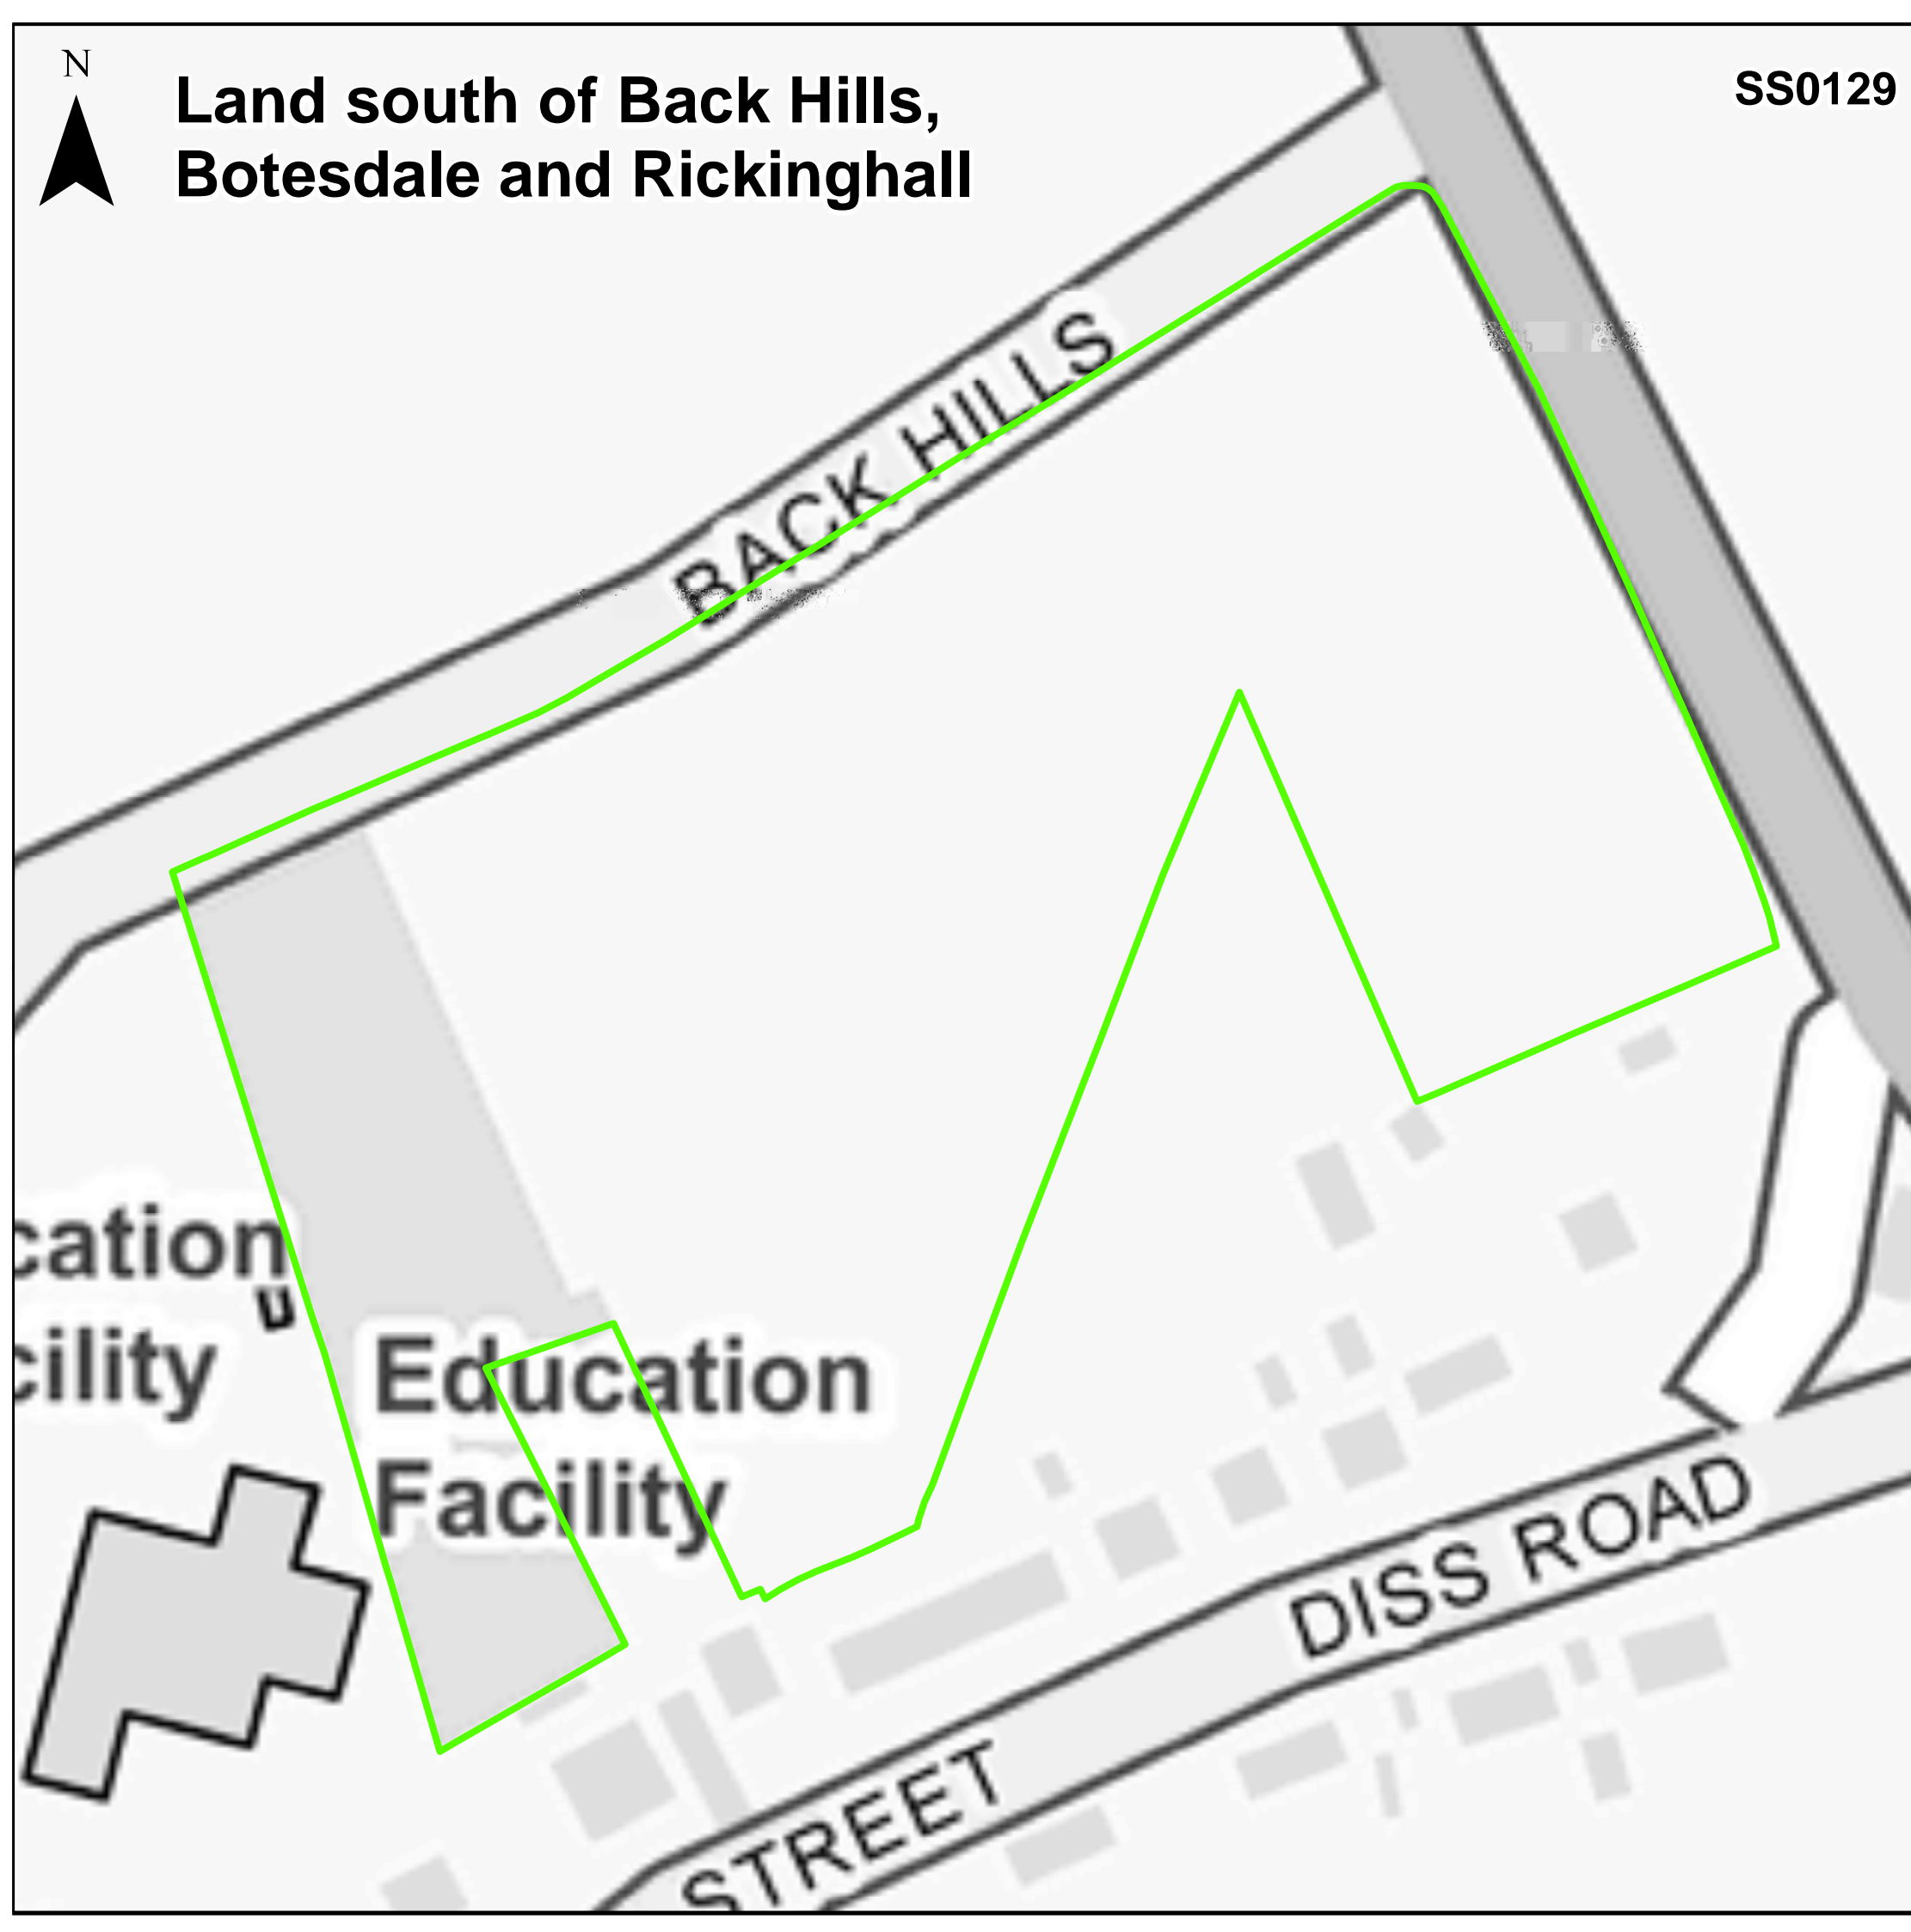 N
Land south of Back Hills,
Botesdale and Rickinghall
SS0129
BACK HILLS
cation
cility
Education
Facility
DISS ROAD
STREET